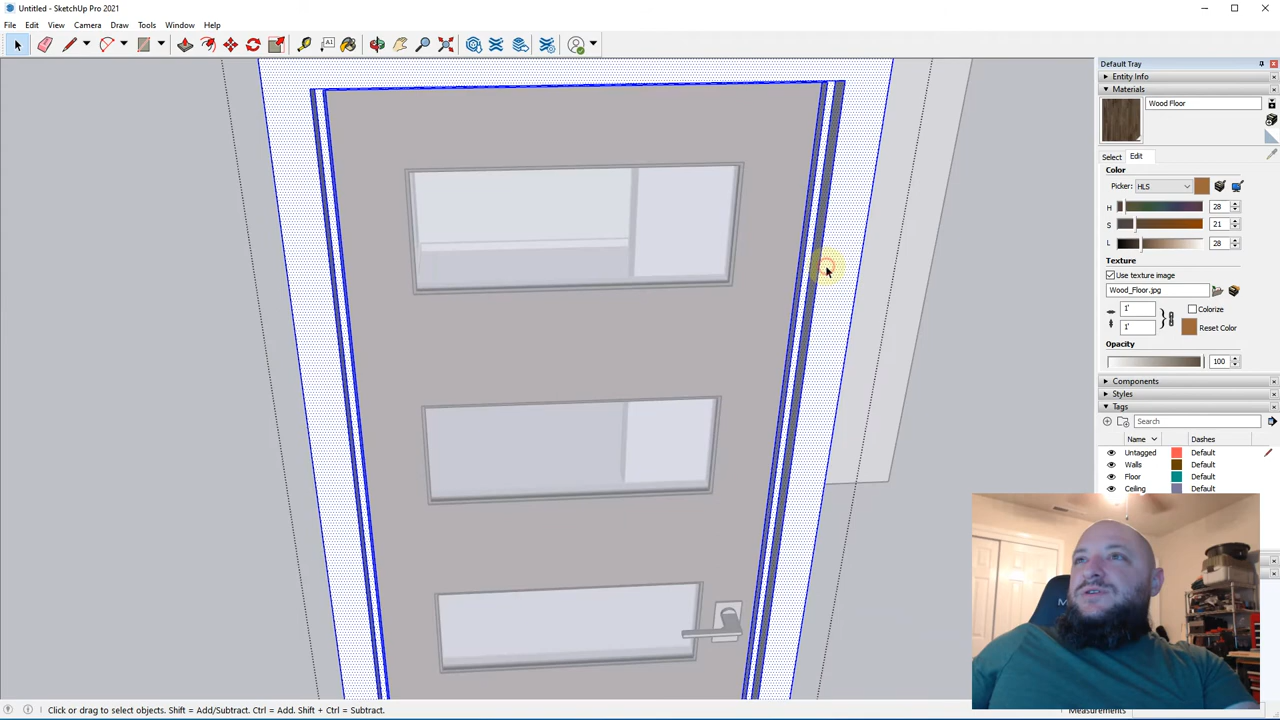 Untitled - SketchUp Pro 2021
File Edit View Camera Draw Tools Window Help
Default Tray
Entity Info
Materials
Wood Floor
Select Edit
Color
Picker: HLS
H 28
S 21
L 28
Texture
Use texture image
Wood_Floor.jpg
1' Colorize
1' Reset Color
Opacity
100
Components
Styles
Tags
Search
Name Dashes
Untagged Default
Walls Default
Floor Default
Ceiling Default
Click or drag to select objects. Shift = Add/Subtract. Ctrl = Add. Shift + Ctrl = Subtract.
Measurements